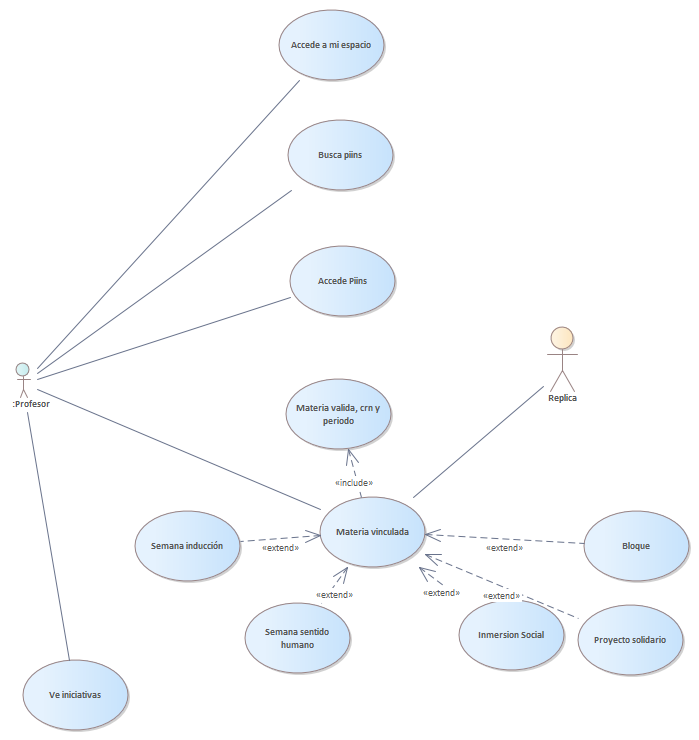 Accede a mi espacio
Busca piins
Accede Piins
:Profesor
Replica
Materia valida, crn y
periodo
«include»
Materia vinculada
Semana inducción
«extend»
«extend»
Bloque
«extend»
«extend»
«extend»
Semana sentido
humano
Inmersion Social
Proyecto solidario
Ve iniciativas